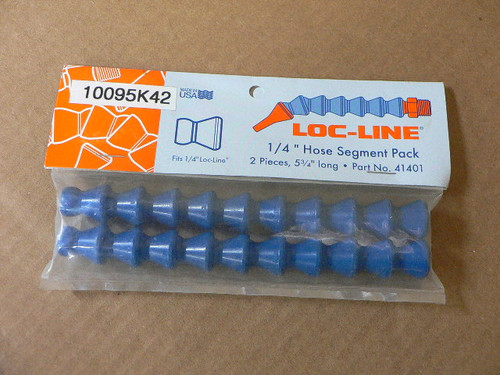 10095K42
MADE IN
USA
LOC-LINE®
1/4 " Hose Segment Pack
Fits 1/4" Loc-Line®
2 Pieces, 5¾" long • Part No. 41401